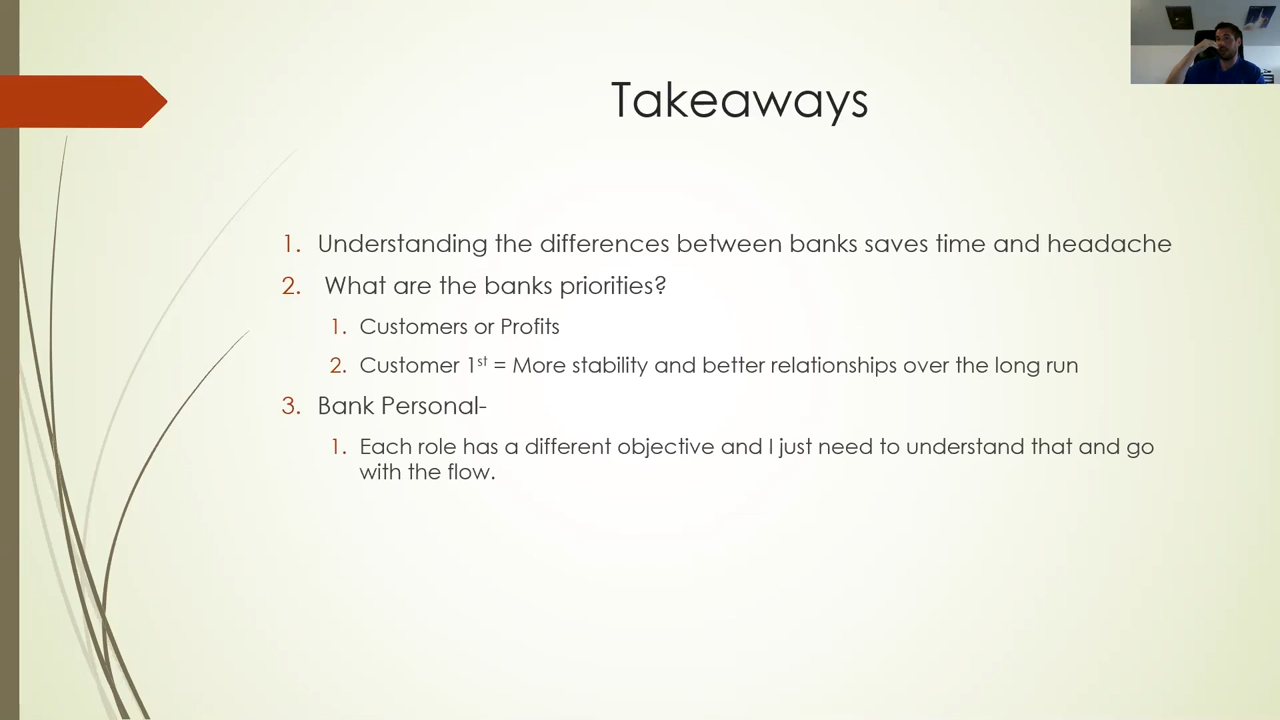 Takeaways
1. Understanding the differences between banks saves time and headache
2. What are the banks priorities?
1. Customers or Profits
2. Customer 1st = More stability and better relationships over the long run
3. Bank Personal-
1. Each role has a different objective and I just need to understand that and go
with the flow.